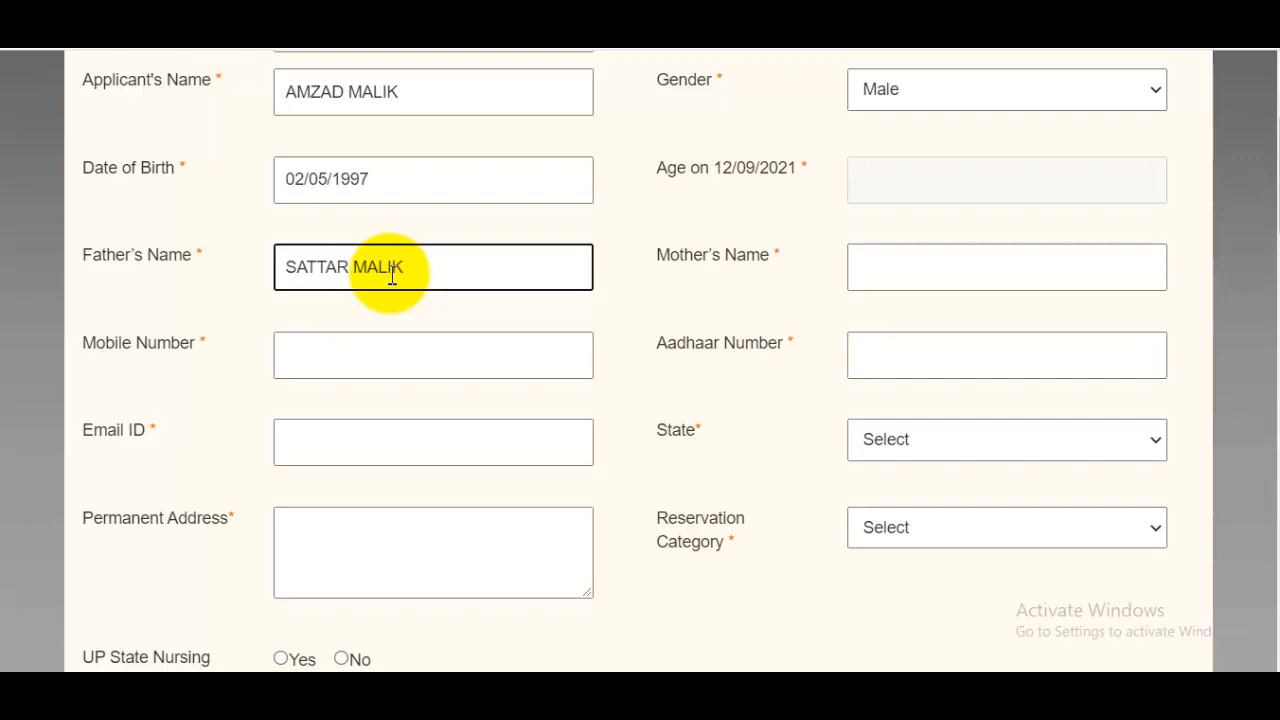 Applicant's Name *
AMZAD MALIK
Gender *
Male
Date of Birth *
02/05/1997
Age on 12/09/2021 *
Father’s Name *
SATTAR MALIK
Mother’s Name *
Mobile Number *
Aadhaar Number *
Email ID *
State*
Select
Permanent Address*
Reservation
Category *
Select
Activate Windows
Go to Settings to activate Wind
UP State Nursing
Yes No